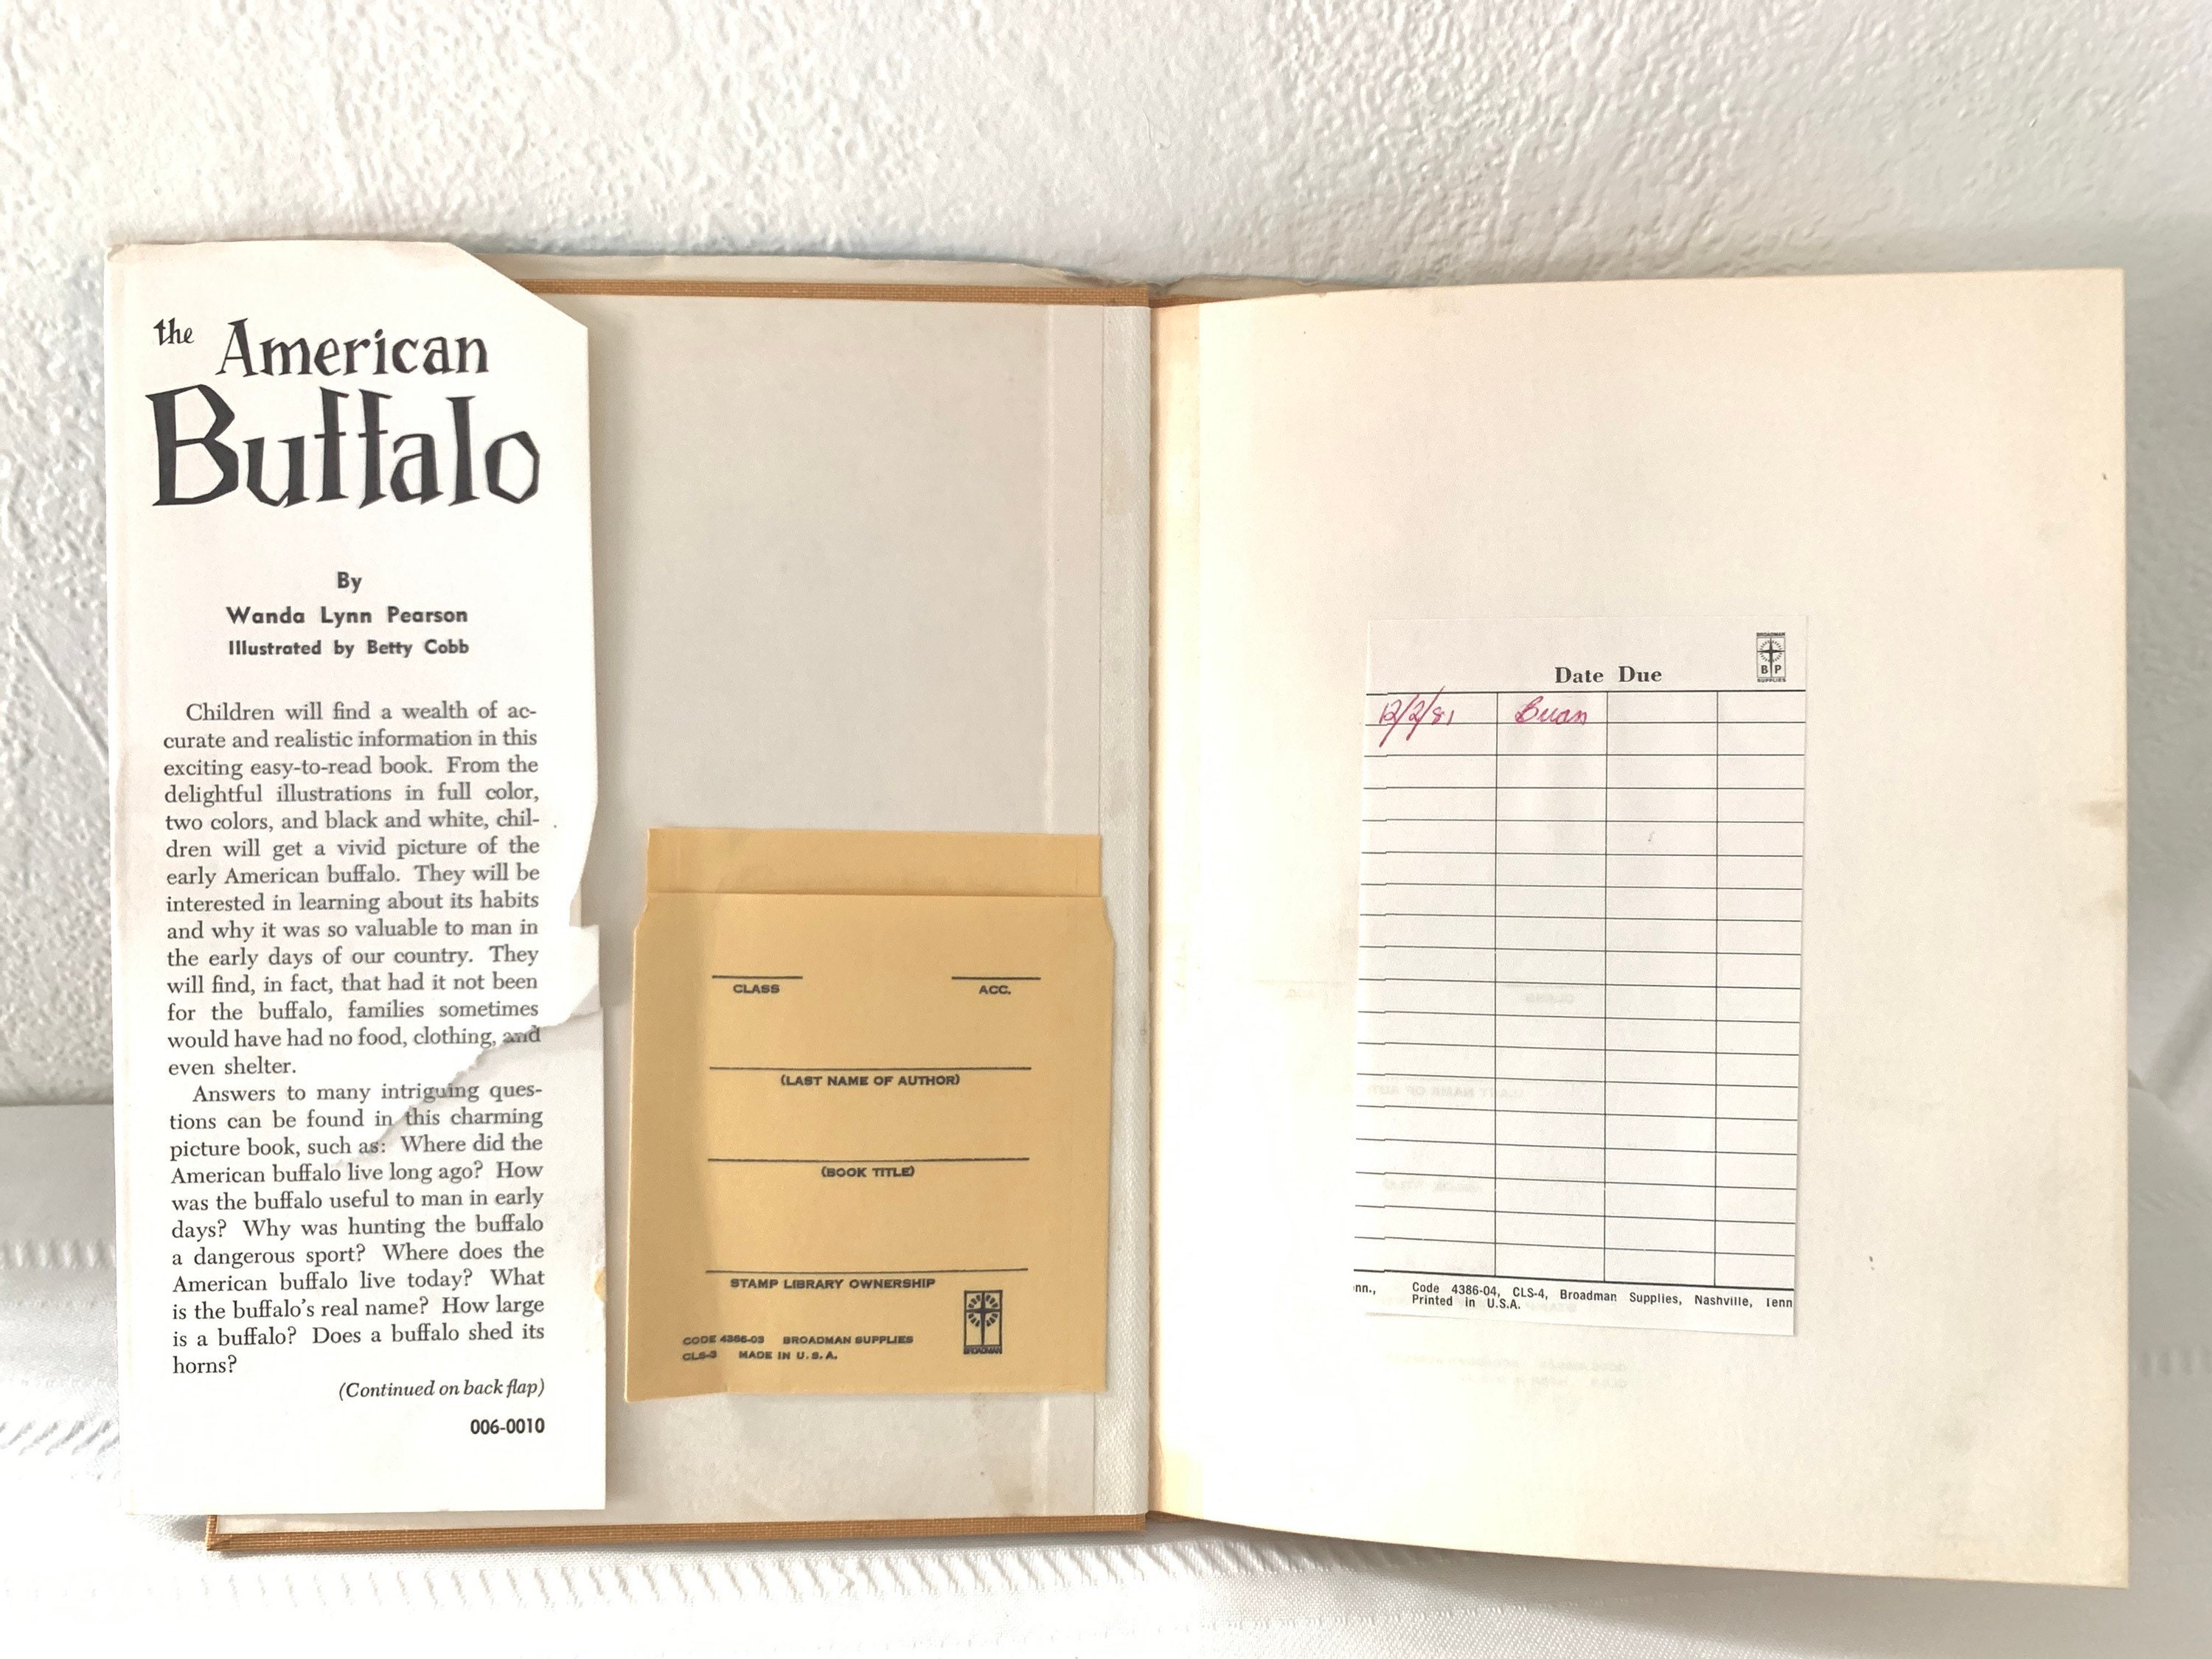 the American
Buffalo
By
Wanda Lynn Pearson
Illustrated by Betty Cobb
Children will find a wealth of ac-
curate and realistic information in this
exciting easy-to-read book. From the
delightful illustrations in full color,
two colors, and black and white, chil-
dren will get a vivid picture of the
early American buffalo. They will be
interested in learning about its habits
and why it was so valuable to man in
the early days of our country. They
will find, in fact, that had it not been
for the buffalo, families sometimes
would have had no food, clothing, and
even shelter.
Answers to many intriguing ques-
tions can be found in this charming
picture book, such as: Where did the
American buffalo live long ago? How
was the buffalo useful to man in early
days? Why was hunting the buffalo
a dangerous sport? Where does the
American buffalo live today? What
is the buffalo's real name? How large
is a buffalo? Does a buffalo shed its
horns?
(Continued on back flap)
006-0010
CLASS ACC.
(LAST NAME OF AUTHOR)
(BOOK TITLE)
STAMP LIBRARY OWNERSHIP
CODE 4386-03 BROADMAN SUPPLIES
CLS-3 MADE IN U.S.A.
BROADMAN
BROADMAN
B P
SUPPLIES
Date Due
12/2/81
nn., Code 4386-04, CLS-4, Broadman Supplies, Nashville, Tenn
Printed in U.S.A.